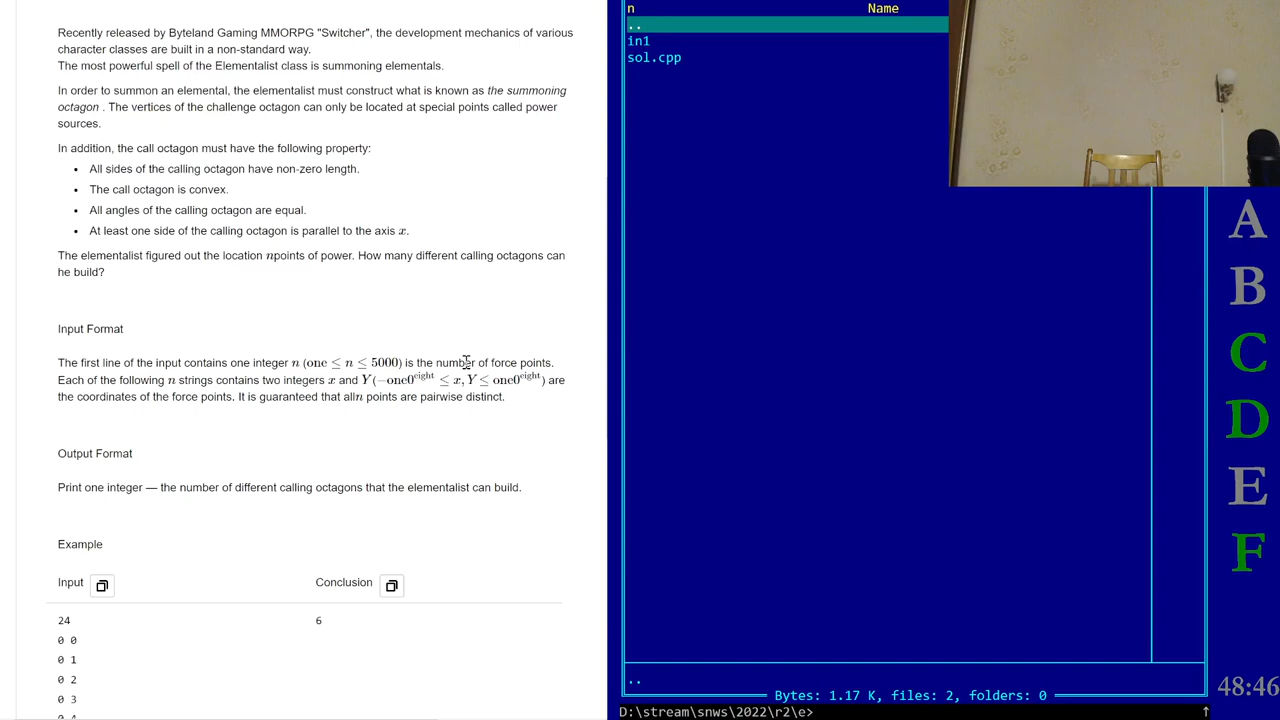 Recently released by Byteland Gaming MMORPG "Switcher", the development mechanics of various
character classes are built in a non-standard way.
The most powerful spell of the Elementalist class is summoning elementals.
In order to summon an elemental, the elementalist must construct what is known as the summoning
octagon . The vertices of the challenge octagon can only be located at special points called power
sources.
In addition, the call octagon must have the following property:
• All sides of the calling octagon have non-zero length.
• The call octagon is convex.
• All angles of the calling octagon are equal.
• At least one side of the calling octagon is parallel to the axis x.
The elementalist figured out the location npoints of power. How many different calling octagons can
he build?
Input Format
The first line of the input contains one integer n (one ≤ n ≤ 5000) is the number of force points.
Each of the following n strings contains two integers x and Y (−one0^eight ≤ x, Y ≤ one0^eight) are
the coordinates of the force points. It is guaranteed that alln points are pairwise distinct.
Output Format
Print one integer — the number of different calling octagons that the elementalist can build.
Example
Input
Conclusion
24
6
0 0
0 1
0 2
0 3
0 4
n
Name
..
in1
sol.cpp
..
Bytes: 1.17 K, files: 2, folders: 0
D:\stream\snws\2022\r2\e>
↑
A
B
C
D
E
F
48:46